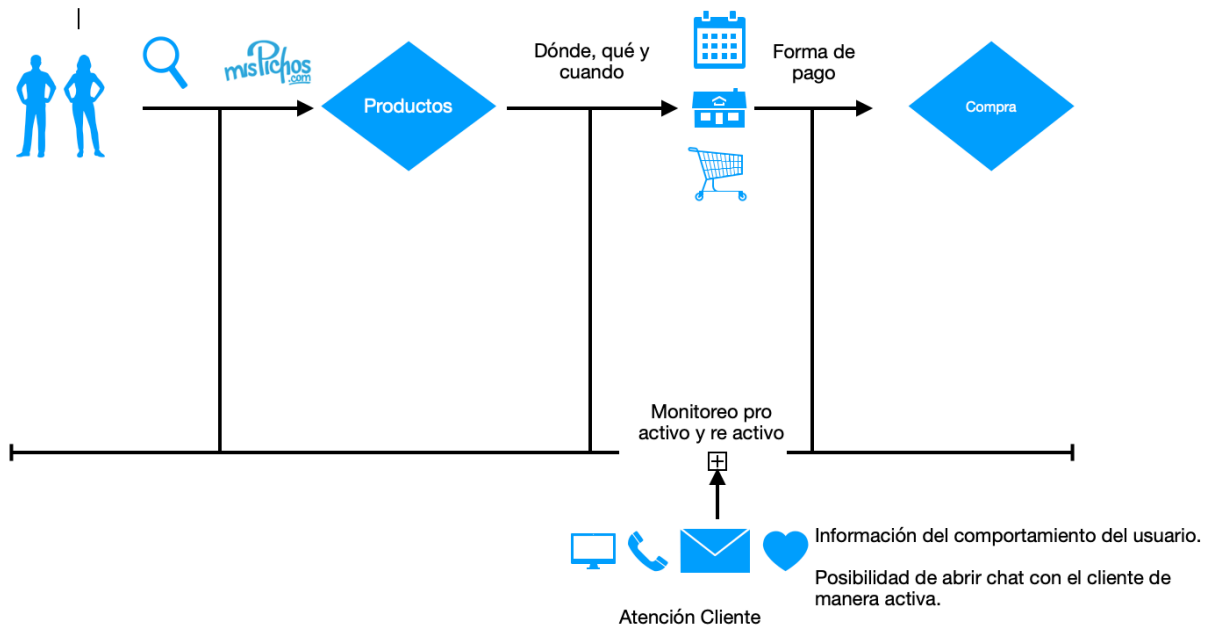 misPichos
.com
Productos
Dónde, qué y
cuando
Forma de
pago
Compra
Monitoreo pro
activo y re activo
Información del comportamiento del usuario.
Posibilidad de abrir chat con el cliente de
manera activa.
Atención Cliente